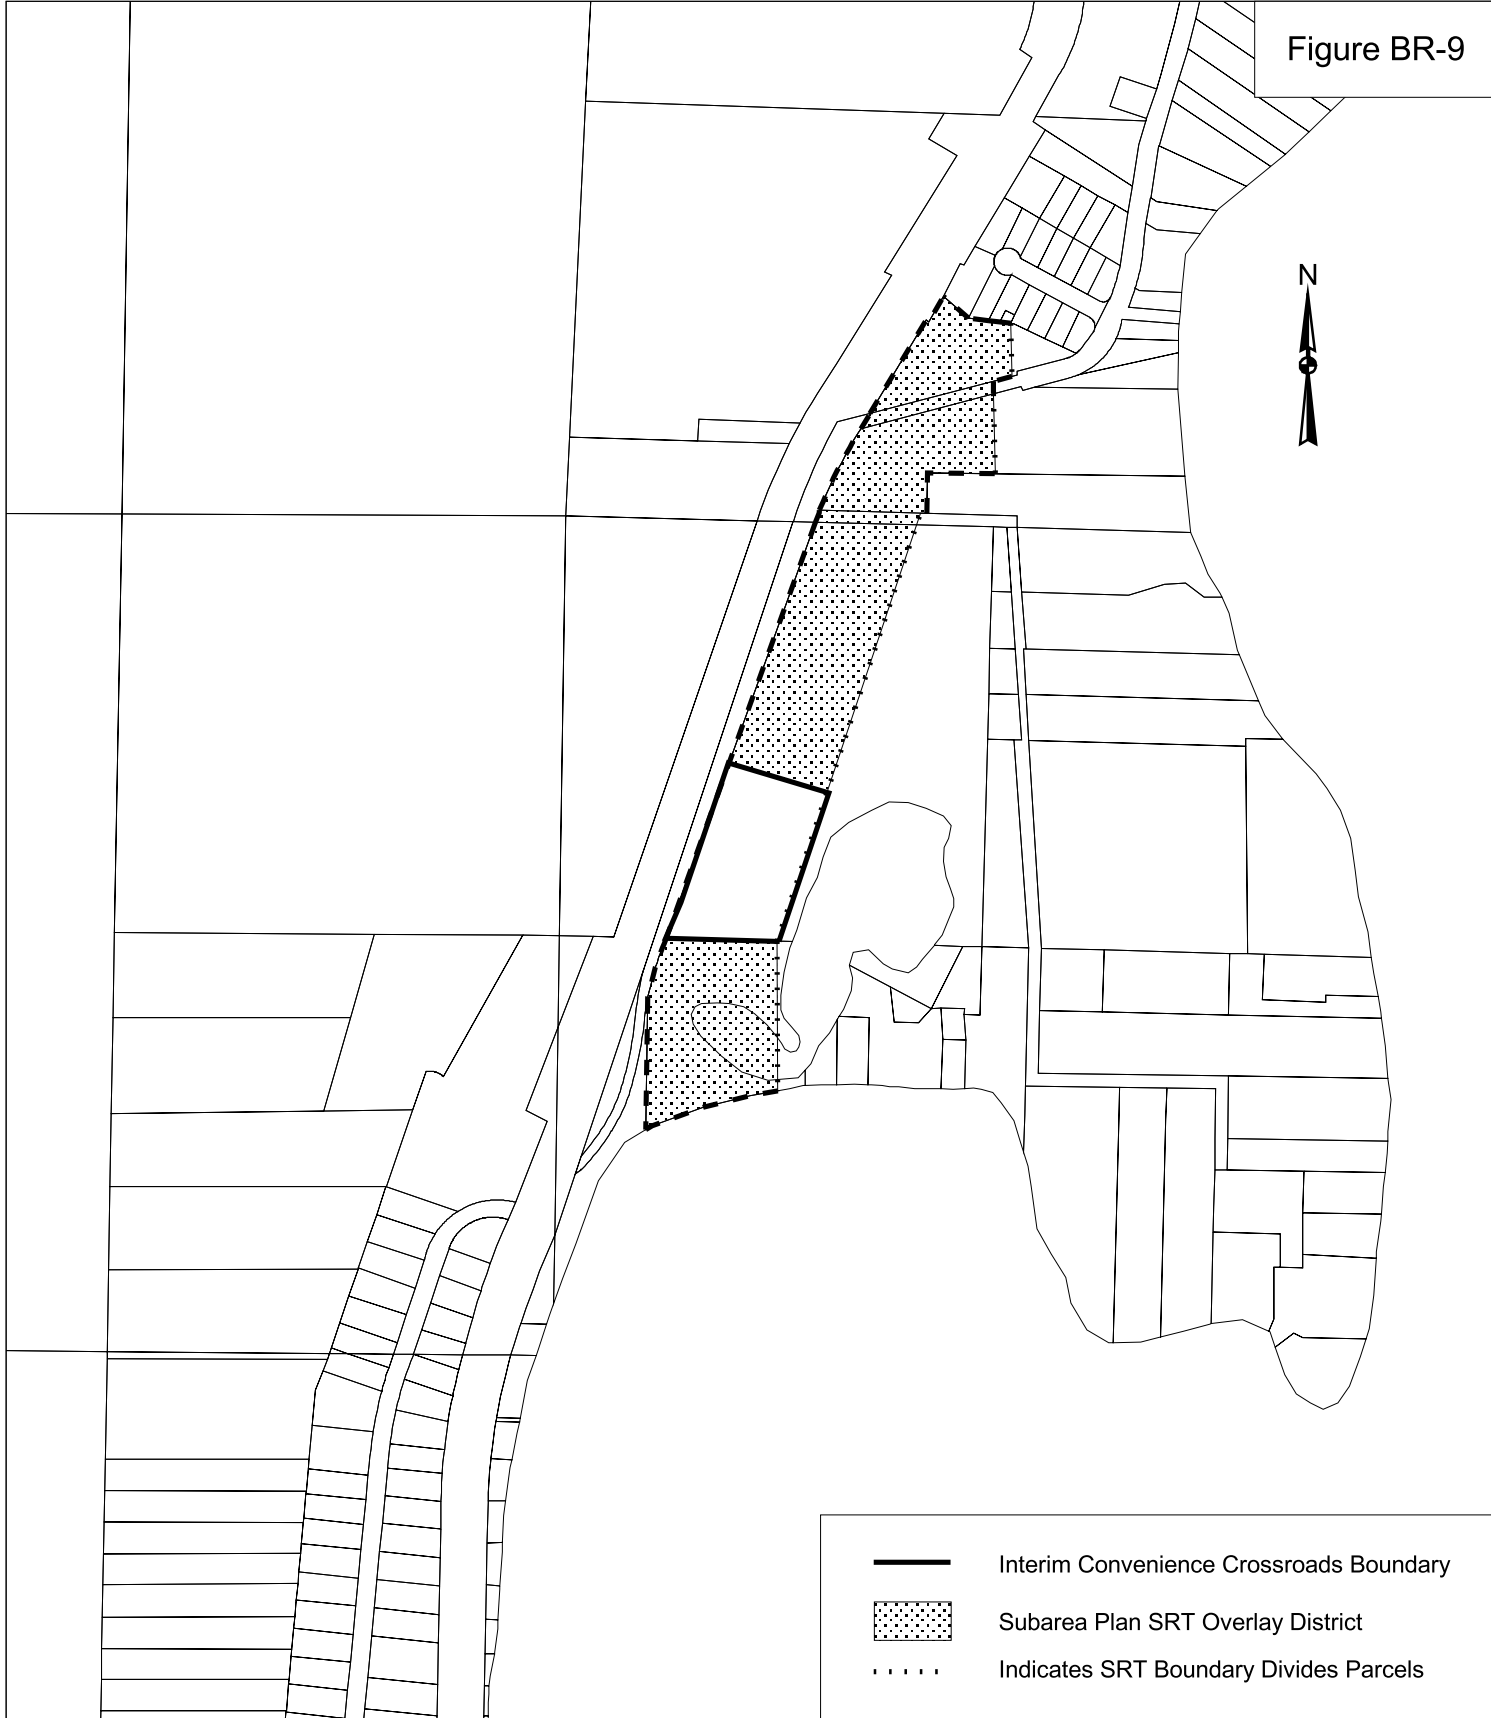 Figure BR-9
N
Interim Convenience Crossroads Boundary
Subarea Plan SRT Overlay District
Indicates SRT Boundary Divides Parcels